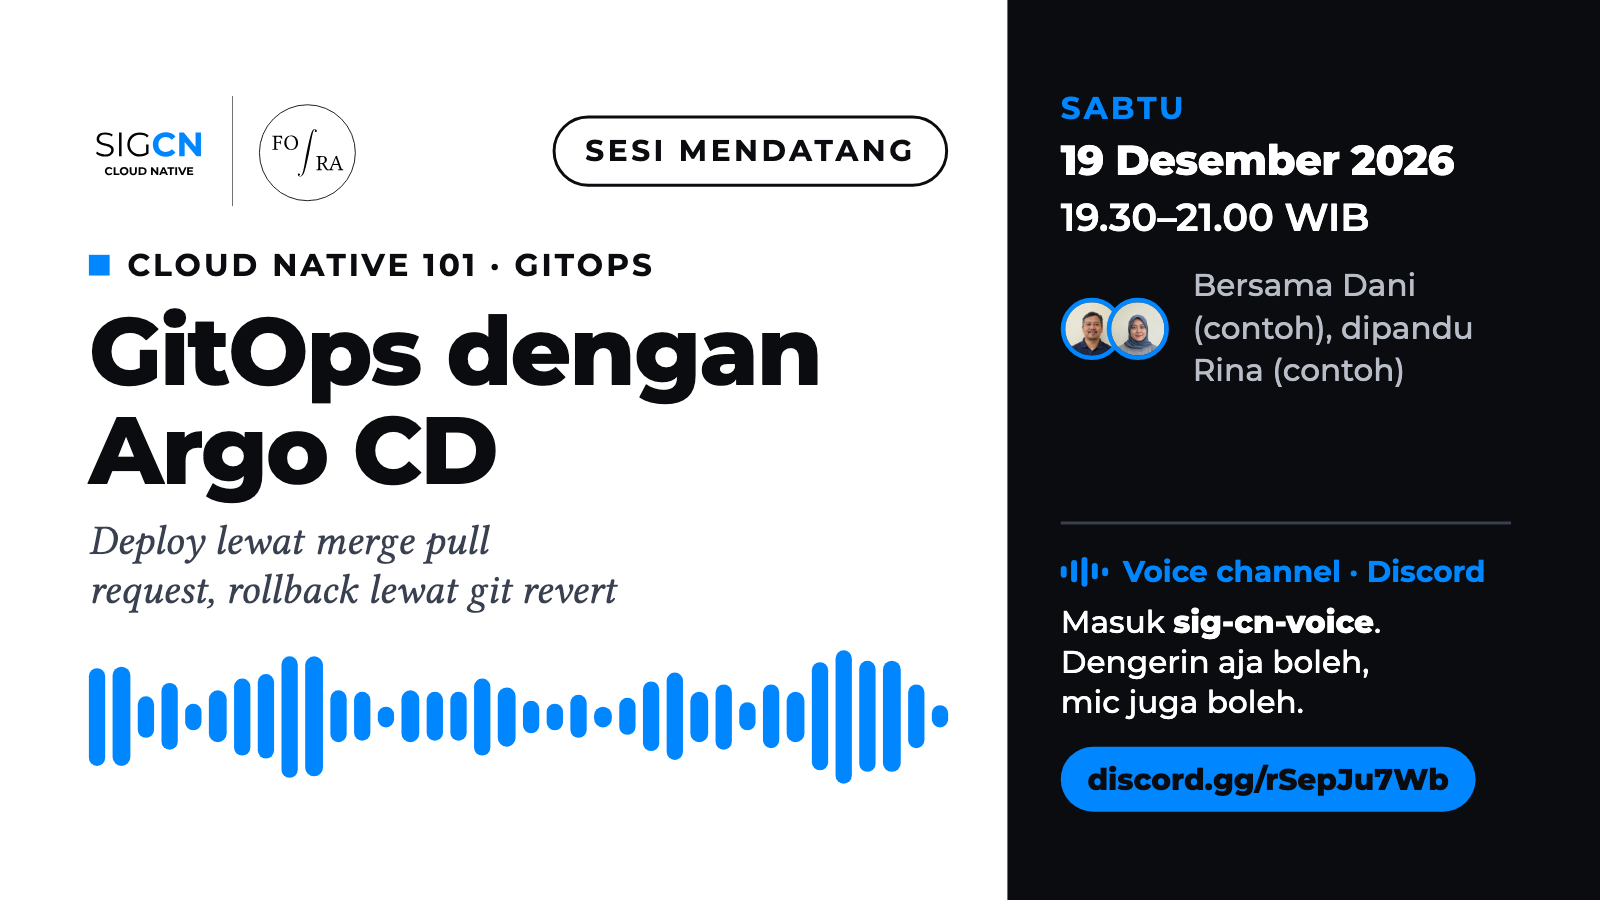 SIGCN
CLOUD NATIVE
FO RA
SESI MENDATANG
CLOUD NATIVE 101 · GITOPS
GitOps dengan
Argo CD
Deploy lewat merge pull
request, rollback lewat git revert
SABTU
19 Desember 2026
19.30–21.00 WIB
Bersama Dani
(contoh), dipandu
Rina (contoh)
Voice channel · Discord
Masuk sig-cn-voice.
Dengerin aja boleh,
mic juga boleh.
discord.gg/rSepJu7Wb